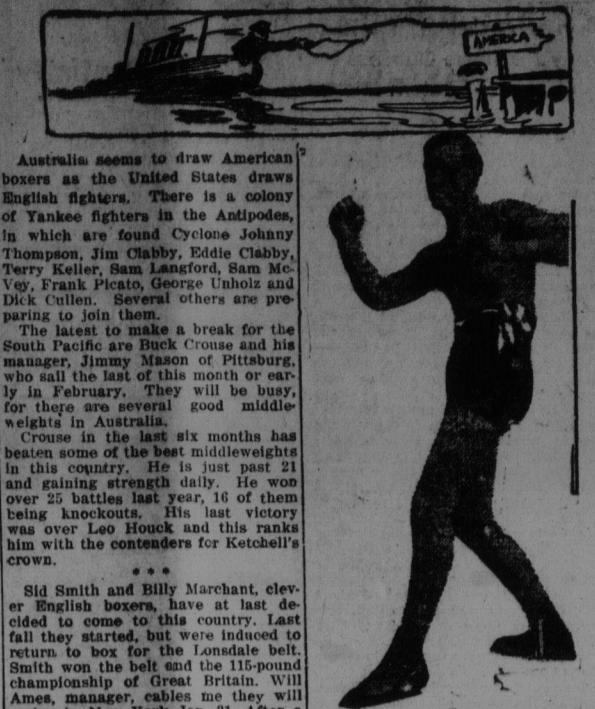 AMERICA
Australia seems to draw American
boxers as the United States draws
English fighters. There is a colony
of Yankee fighters in the Antipodes,
in which are found Cyclone Johnny
Thompson, Jim Clabby, Eddie Clabby,
Terry Keller, Sam Langford, Sam Mc-
Vey, Frank Picato, George Unholz and
Dick Cullen. Several others are pre-
paring to join them.
The latest to make a break for the
South Pacific are Buck Crouse and his
manager, Jimmy Mason of Pittsburg,
who sail the last of this month or ear-
ly in February. They will be busy,
for there are several good middle-
weights in Australia.
Crouse in the last six months has
beaten some of the best middleweights
in this country. He is just past 21
and gaining strength daily. He won
over 25 battles last year, 16 of them
being knockouts. His last victory
was over Leo Houck and this ranks
him with the contenders for Ketchell's
crown.
* * *
Sid Smith and Billy Marchant, clev-
er English boxers, have at last de-
cided to come to this country. Last
fall they started, but were induced to
return to box for the Lonsdale belt.
Smith won the belt and the 115-pound
championship of Great Britain. Will
Ames, manager, cables me they will